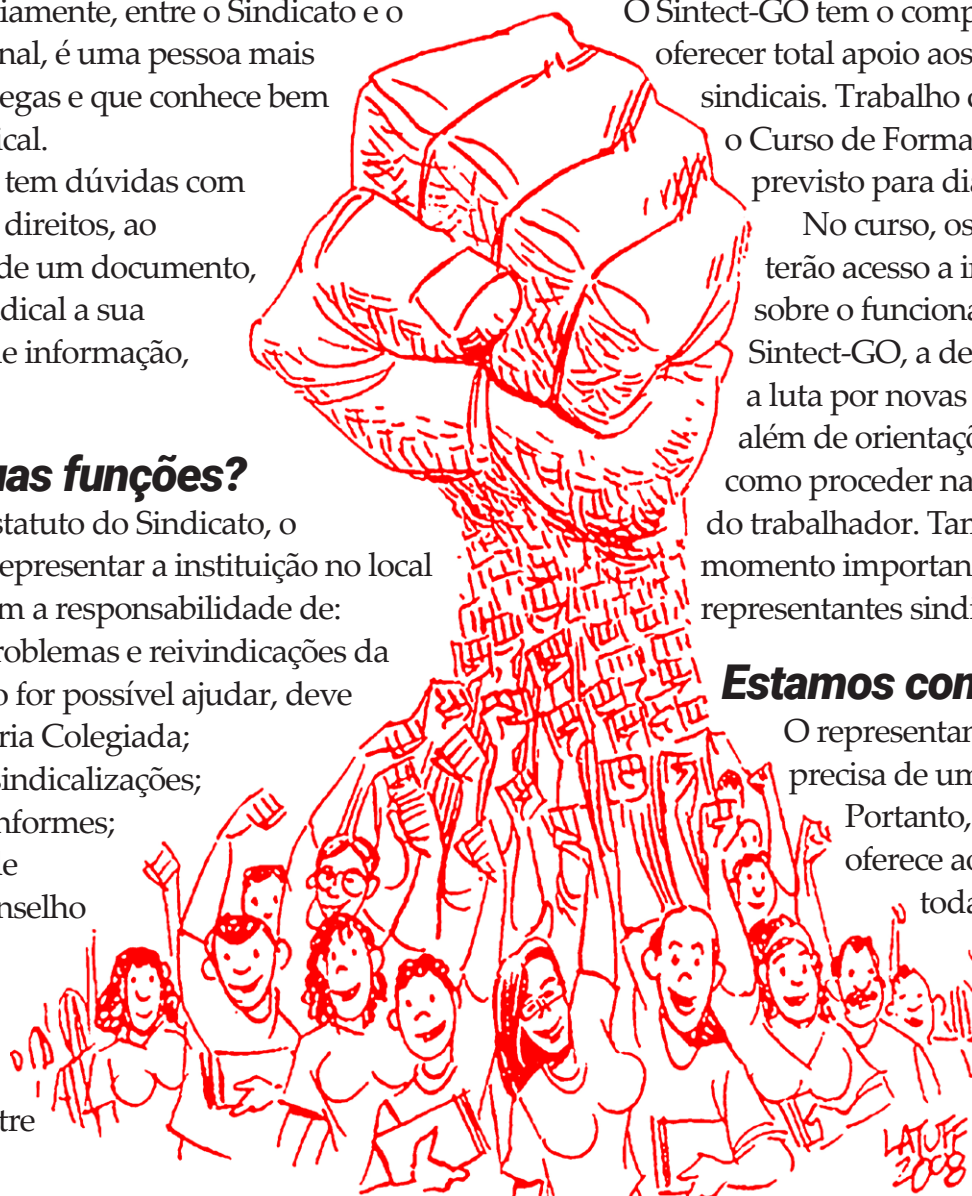 iamente, entre o Sindicato e o
nal, é uma pessoa mais
egas e que conhece bem
ical.
tem dúvidas com
direitos, ao
de um documento,
dical a sua
e informação,
uas funções?
statuto do Sindicato, o
epresentar a instituição no local
m a responsabilidade de:
roblemas e reivindicações da
o for possível ajudar, deve
ria Colegiada;
sindicalizações;
nformes;
e
nselho
tre
O Sintect-GO tem o comp
oferecer total apoio aos
sindicais. Trabalho
o Curso de Forma
previsto para dia
No curso, os
terão acesso a in
sobre o funciona
Sintect-GO, a de
a luta por novas
além de orientaçõ
como proceder na
do trabalhador. Tam
momento importan
representantes sindi
Estamos con
O representan
precisa de um
Portanto,
oferece ao
toda
LATUFF
2008